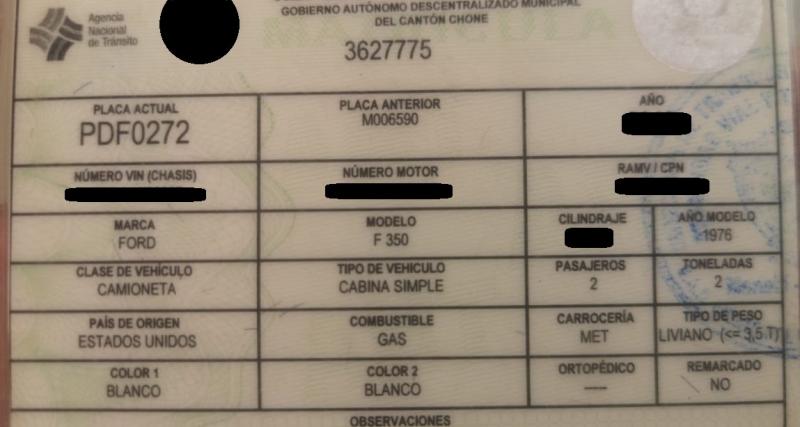 Agencia
Nacional
de Tránsito
GOBIERNO AUTÓNOMO DESCENTRALIZADO MUNICIPAL
DEL CANTÓN CHONE
3627775
PLACA ACTUAL PLACA ANTERIOR AÑO
PDF0272 M006590
NÚMERO VIN (CHASIS) NÚMERO MOTOR RAMV / CPN
MARCA MODELO CILINDRAJE AÑO MODELO
FORD F 350 1976
CLASE DE VEHÍCULO TIPO DE VEHICULO PASAJEROS TONELADAS
CAMIONETA CABINA SIMPLE 2 2
PAÍS DE ORIGEN COMBUSTIBLE CARROCERÍA TIPO DE PESO
ESTADOS UNIDOS GAS MET LIVIANO (<= 3,5 T)
COLOR 1 COLOR 2 ORTOPÉDICO REMARCADO
BLANCO BLANCO ---- NO
OBSERVACIONES